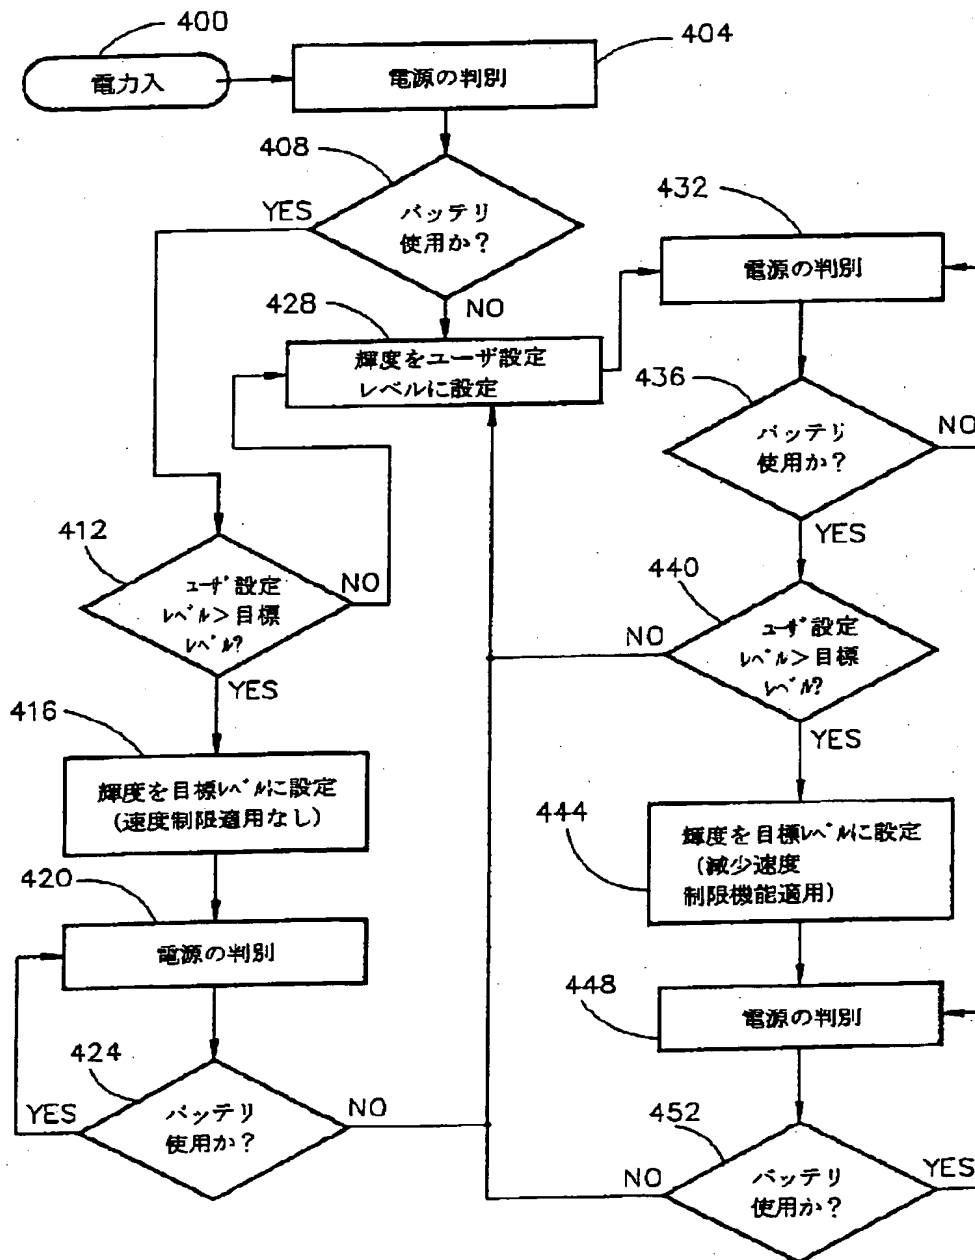 400
電力入
404
電源の判別
408
YES
バッテリ
使用か?
NO
428
輝度をユーザ設定
レベルに設定
432
電源の判別
436
バッテリ
使用か?
NO
YES
412
ユーザ設定
レベル>目標
レベル?
NO
YES
440
ユーザ設定
レベル>目標
レベル?
NO
YES
416
輝度を目標レベルに設定
(速度制限適用なし)
444
輝度を目標レベルに設定
(減少速度
制限機能適用)
420
電源の判別
448
電源の判別
424
バッテリ
使用か?
YES
NO
452
バッテリ
使用か?
NO
YES